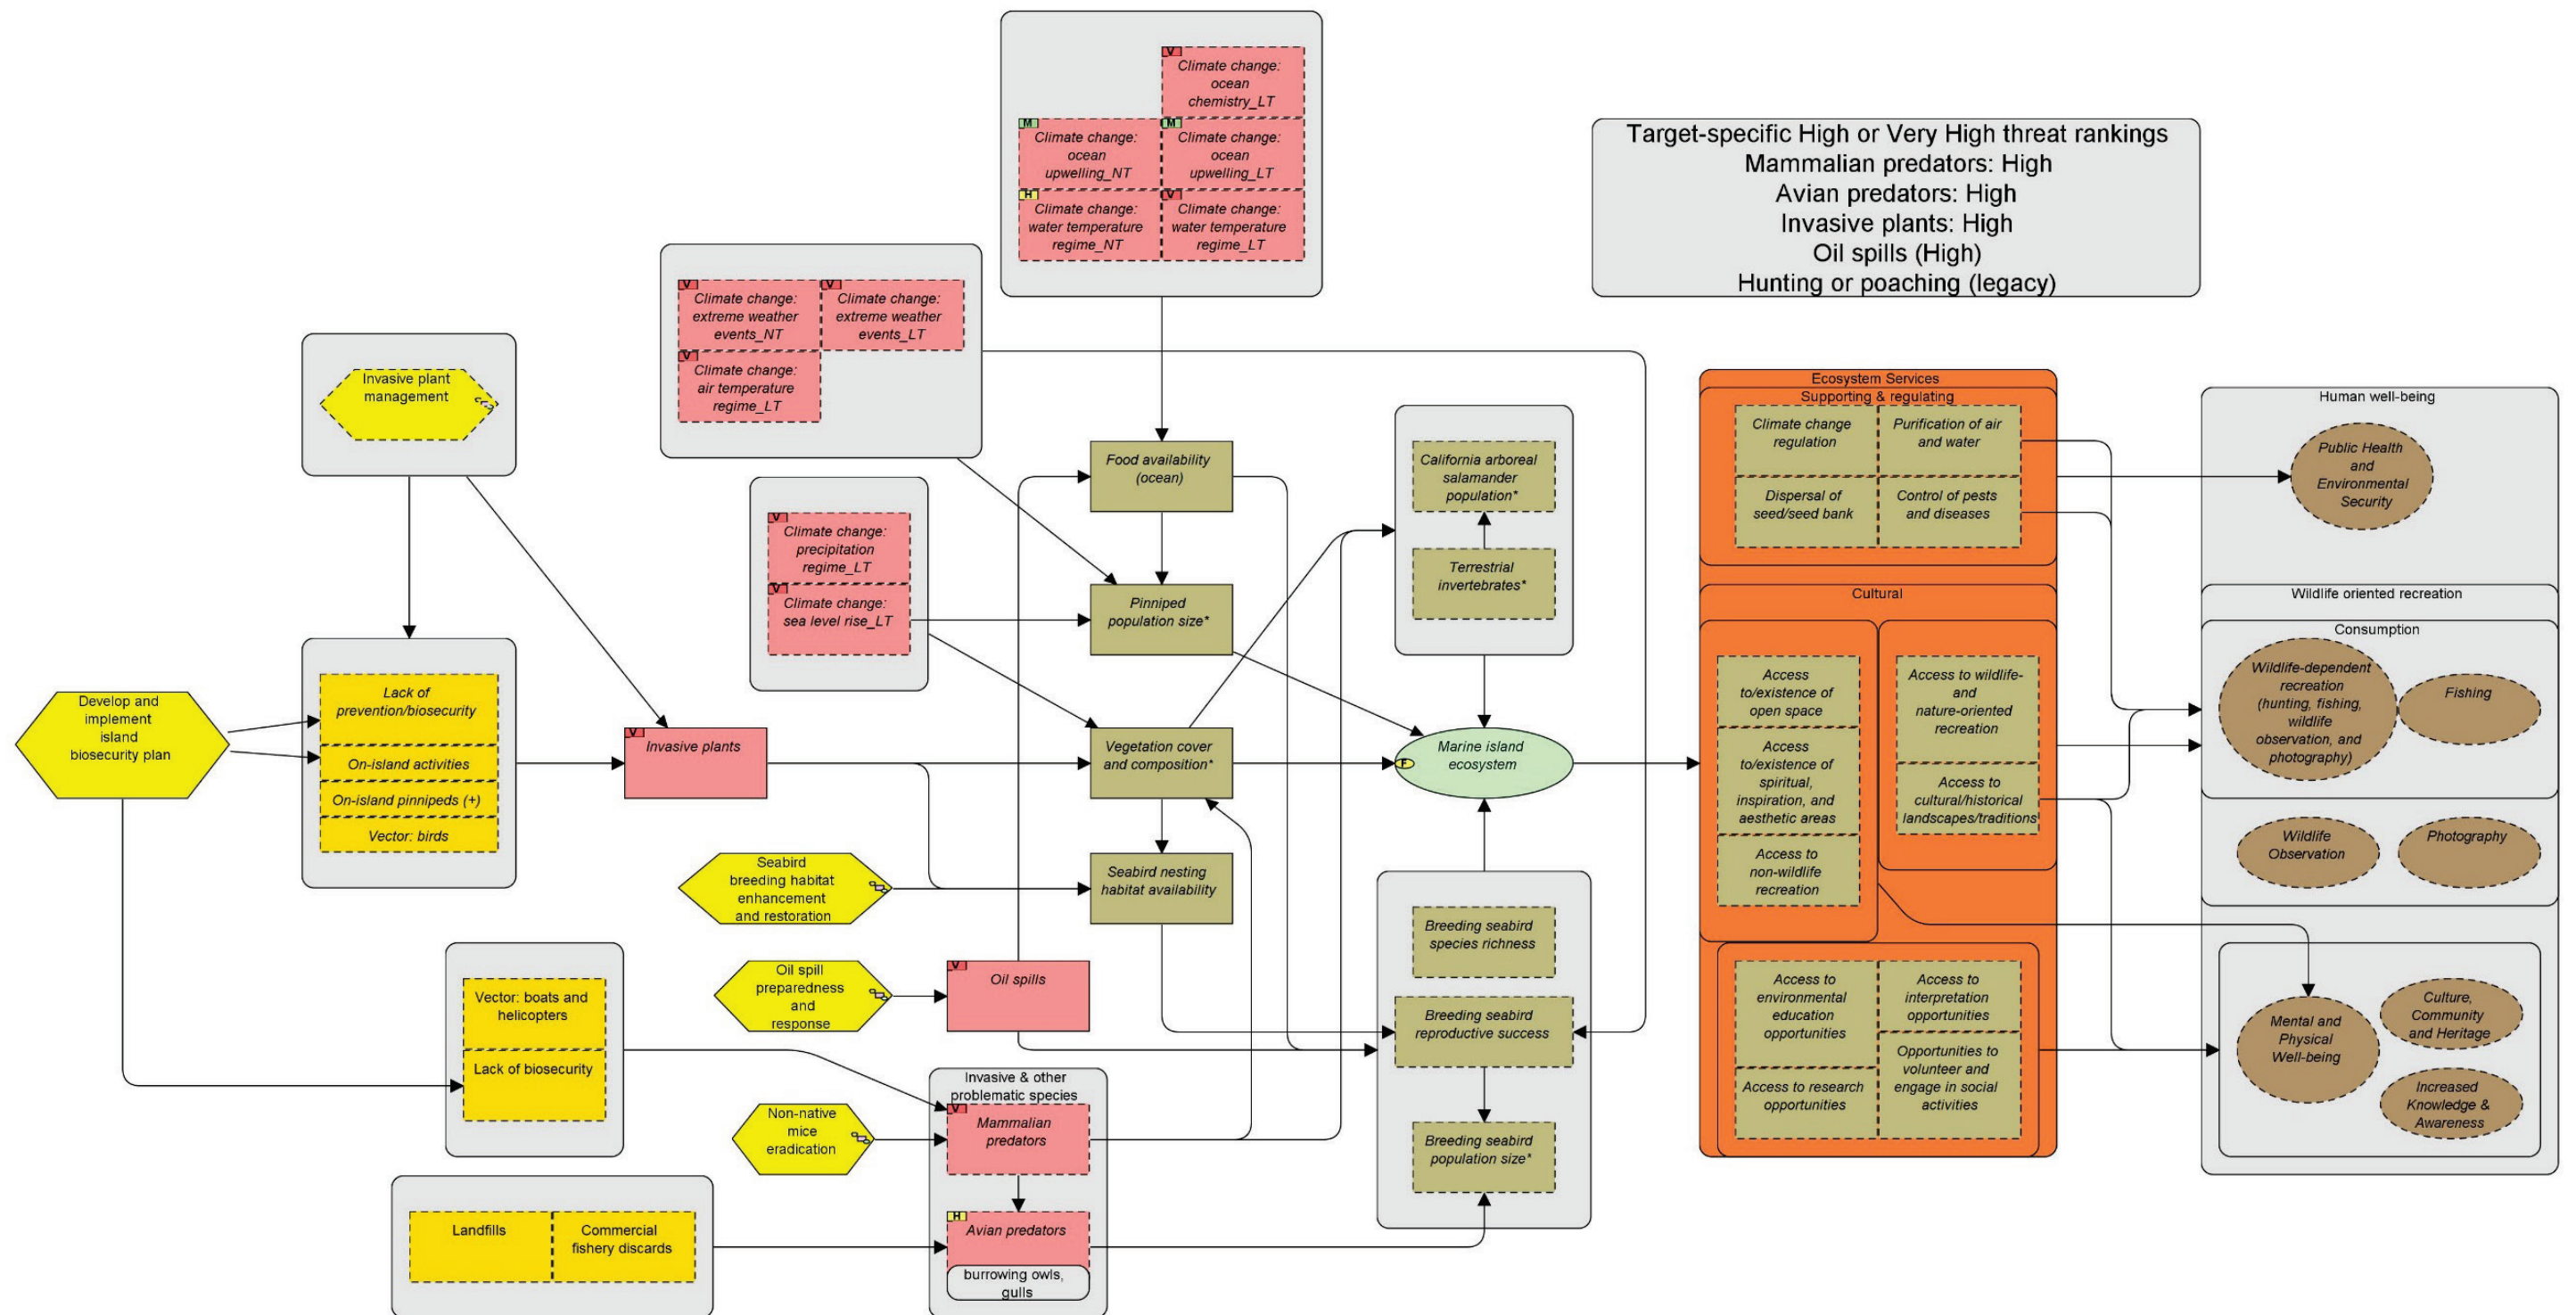 V
Climate change:
ocean
chemistry_LT
M
Climate change:
ocean
upwelling_NT
M
Climate change:
ocean
upwelling_LT
H
Climate change:
water temperature
regime_NT
V
Climate change:
water temperature
regime_LT
Target-specific High or Very High threat rankings
Mammalian predators: High
Avian predators: High
Invasive plants: High
Oil spills (High)
Hunting or poaching (legacy)
V
Climate change:
extreme weather
events_NT
V
Climate change:
extreme weather
events_LT
V
Climate change:
air temperature
regime_LT
Invasive plant
management
V
Climate change:
precipitation
regime_LT
V
Climate change:
sea level rise_LT
Food availability
(ocean)
Pinniped
population size*
California arboreal
salamander
population*
Terrestrial
invertebrates*
Develop and
implement
island
biosecurity plan
Lack of
prevention/biosecurity
On-island activities
On-island pinnipeds (+)
Vector: birds
V
Invasive plants
Vegetation cover
and composition*
F
Marine island
ecosystem
Seabird
breeding habitat
enhancement
and restoration
Seabird nesting
habitat availability
Oil spill
preparedness
and
response
V
Oil spills
Breeding seabird
species richness
Breeding seabird
reproductive success
Breeding seabird
population size*
Vector: boats and
helicopters
Lack of biosecurity
Non-native
mice
eradication
Invasive & other
problematic species
V
Mammalian
predators
H
Avian predators
burrowing owls,
gulls
Landfills
Commercial
fishery discards
Ecosystem Services
Supporting & regulating
Climate change
regulation
Purification of air
and water
Dispersal of
seed/seed bank
Control of pests
and diseases
Cultural
Access
to/existence of
open space
Access
to/existence of
spiritual,
inspiration, and
aesthetic areas
Access to
non-wildlife
recreation
Access to wildlife-
and
nature-oriented
recreation
Access to
cultural/historical
landscapes/traditions
Access to
environmental
education
opportunities
Access to
interpretation
opportunities
Access to research
opportunities
Opportunities to
volunteer and
engage in social
activities
Human well-being
Public Health
and
Environmental
Security
Wildlife oriented recreation
Consumption
Wildlife-dependent
recreation
(hunting, fishing,
wildlife
observation, and
photography)
Fishing
Wildlife
Observation
Photography
Mental and
Physical
Well-being
Culture,
Community
and Heritage
Increased
Knowledge &
Awareness